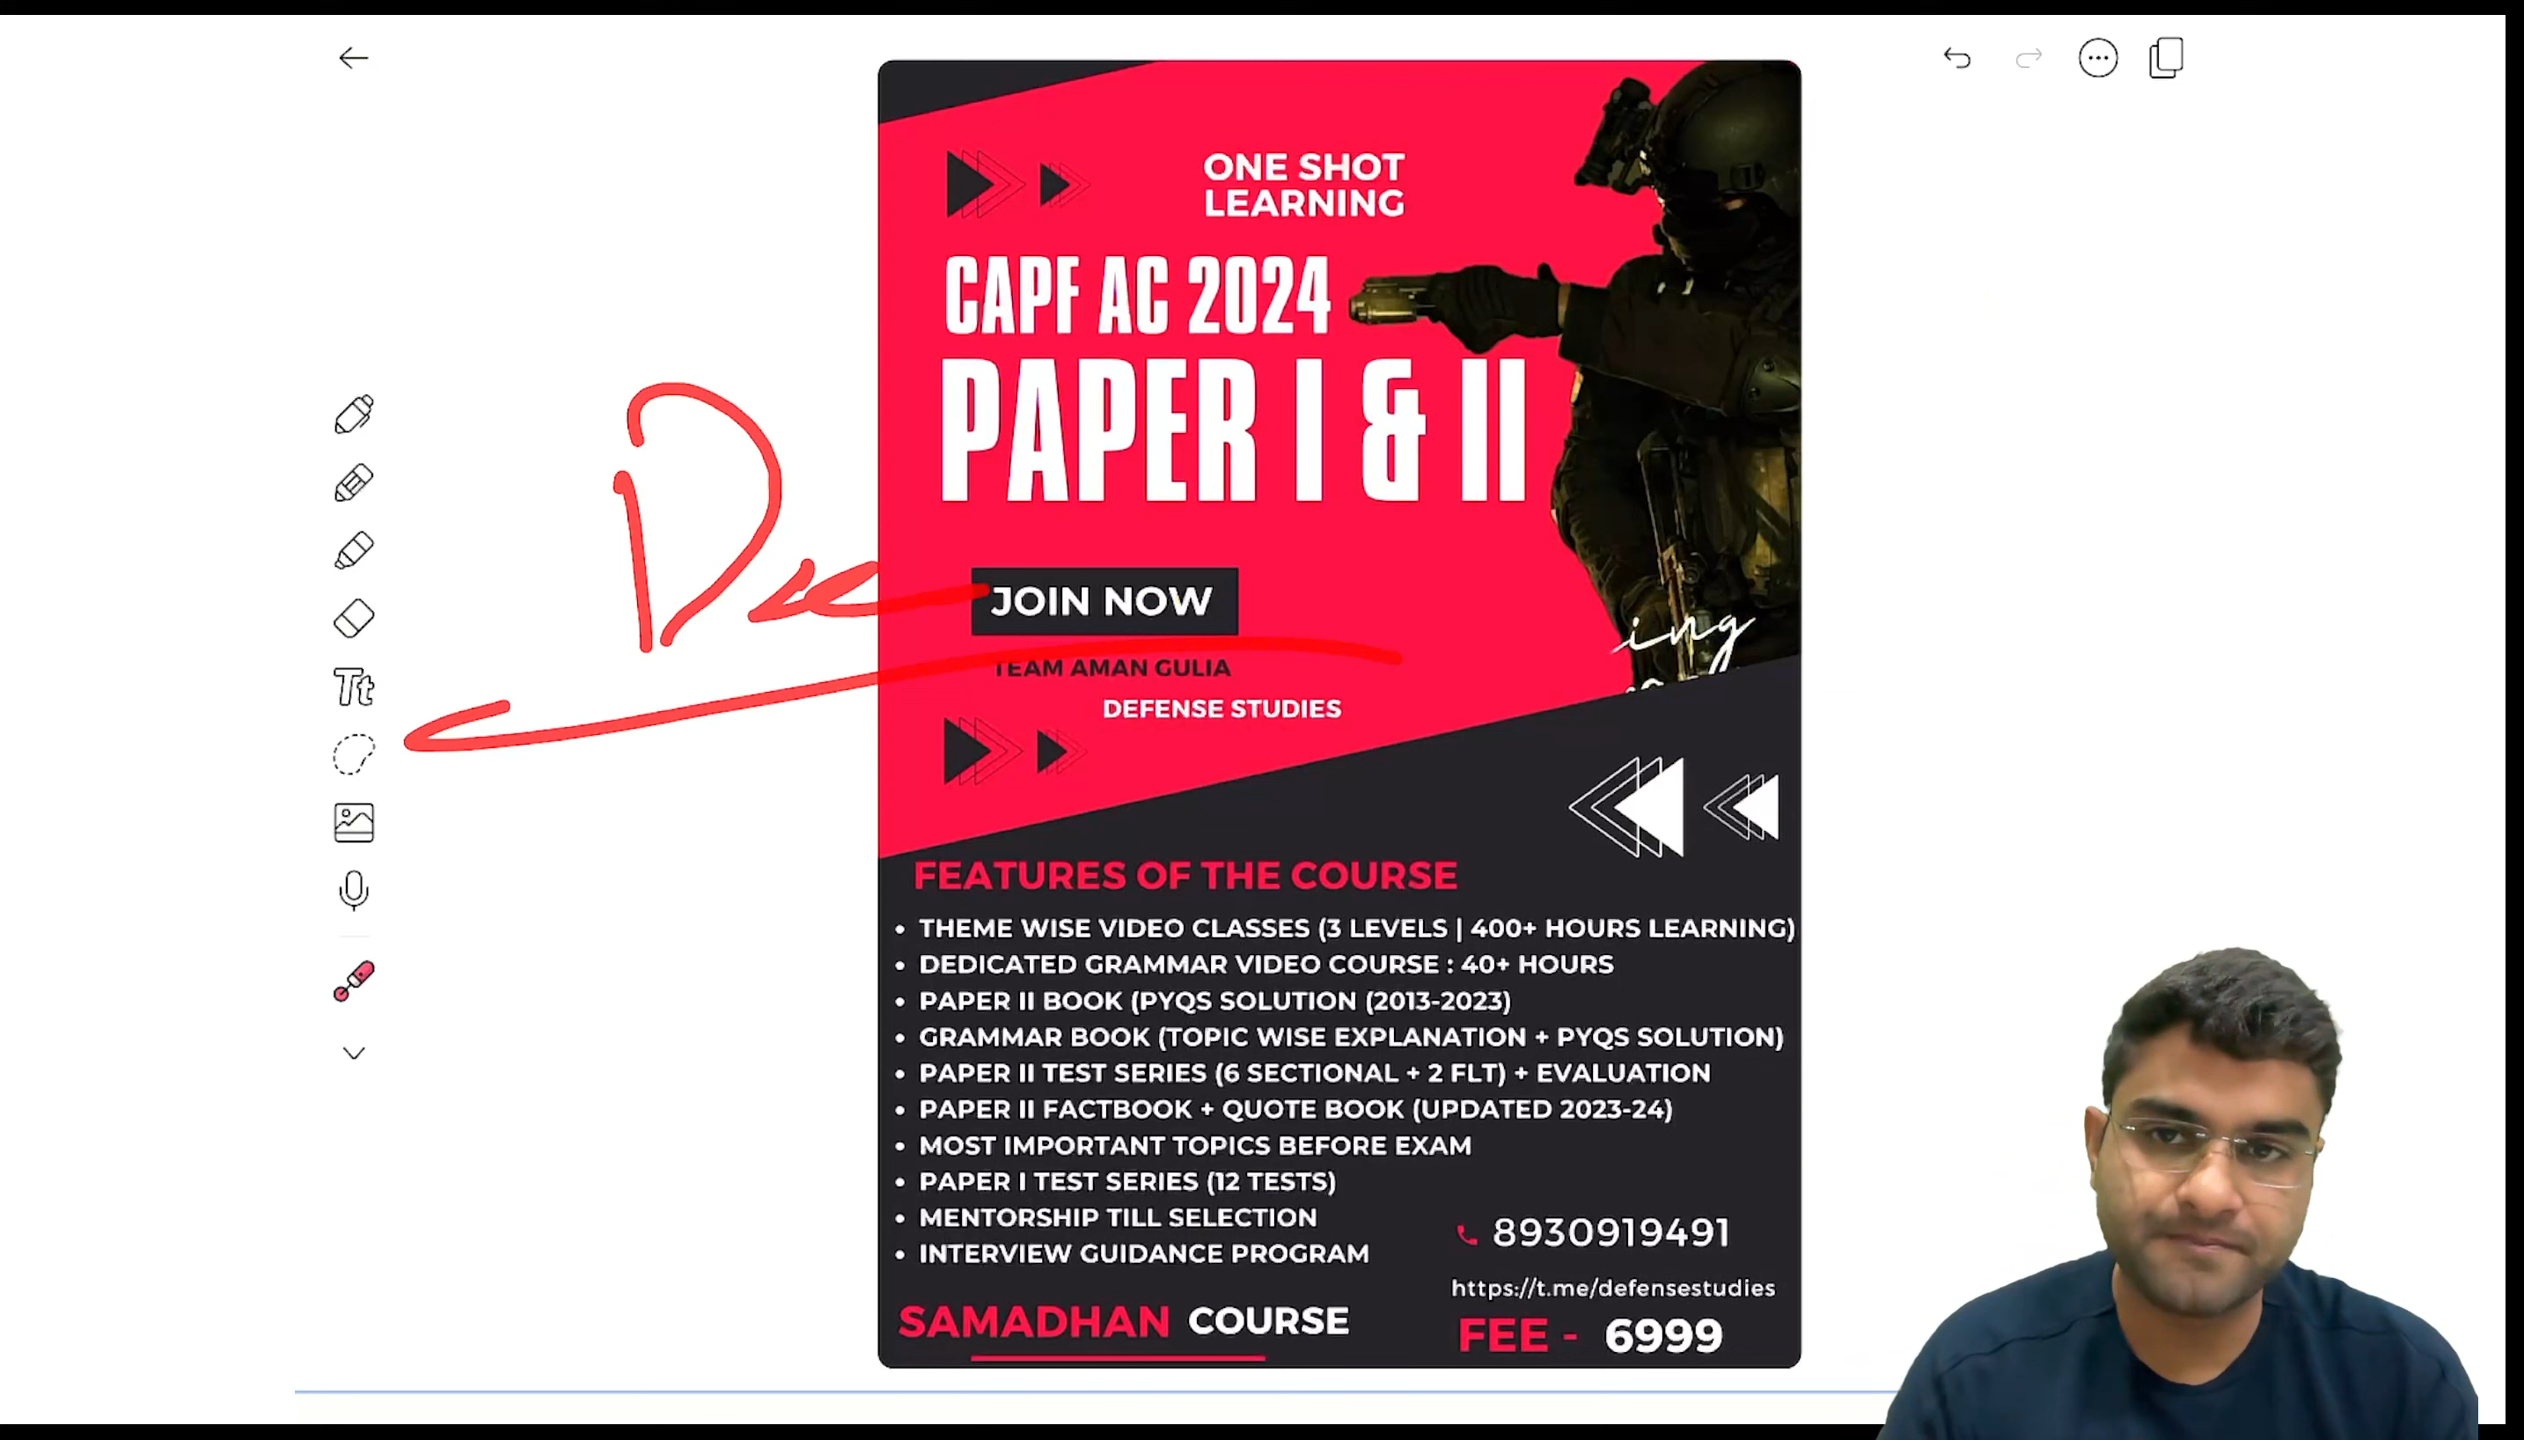 ONE SHOT
LEARNING
CAPF AC 2024
PAPER I & II
JOIN NOW
TEAM AMAN GULIA
DEFENSE STUDIES
ing
FEATURES OF THE COURSE
• THEME WISE VIDEO CLASSES (3 LEVELS | 400+ HOURS LEARNING)
• DEDICATED GRAMMAR VIDEO COURSE : 40+ HOURS
• PAPER II BOOK (PYQS SOLUTION (2013-2023)
• GRAMMAR BOOK (TOPIC WISE EXPLANATION + PYQS SOLUTION)
• PAPER II TEST SERIES (6 SECTIONAL + 2 FLT) + EVALUATION
• PAPER II FACTBOOK + QUOTE BOOK (UPDATED 2023-24)
• MOST IMPORTANT TOPICS BEFORE EXAM
• PAPER I TEST SERIES (12 TESTS)
• MENTORSHIP TILL SELECTION
• INTERVIEW GUIDANCE PROGRAM
8930919491
https://t.me/defensestudies
SAMADHAN COURSE
FEE - 6999
Tt